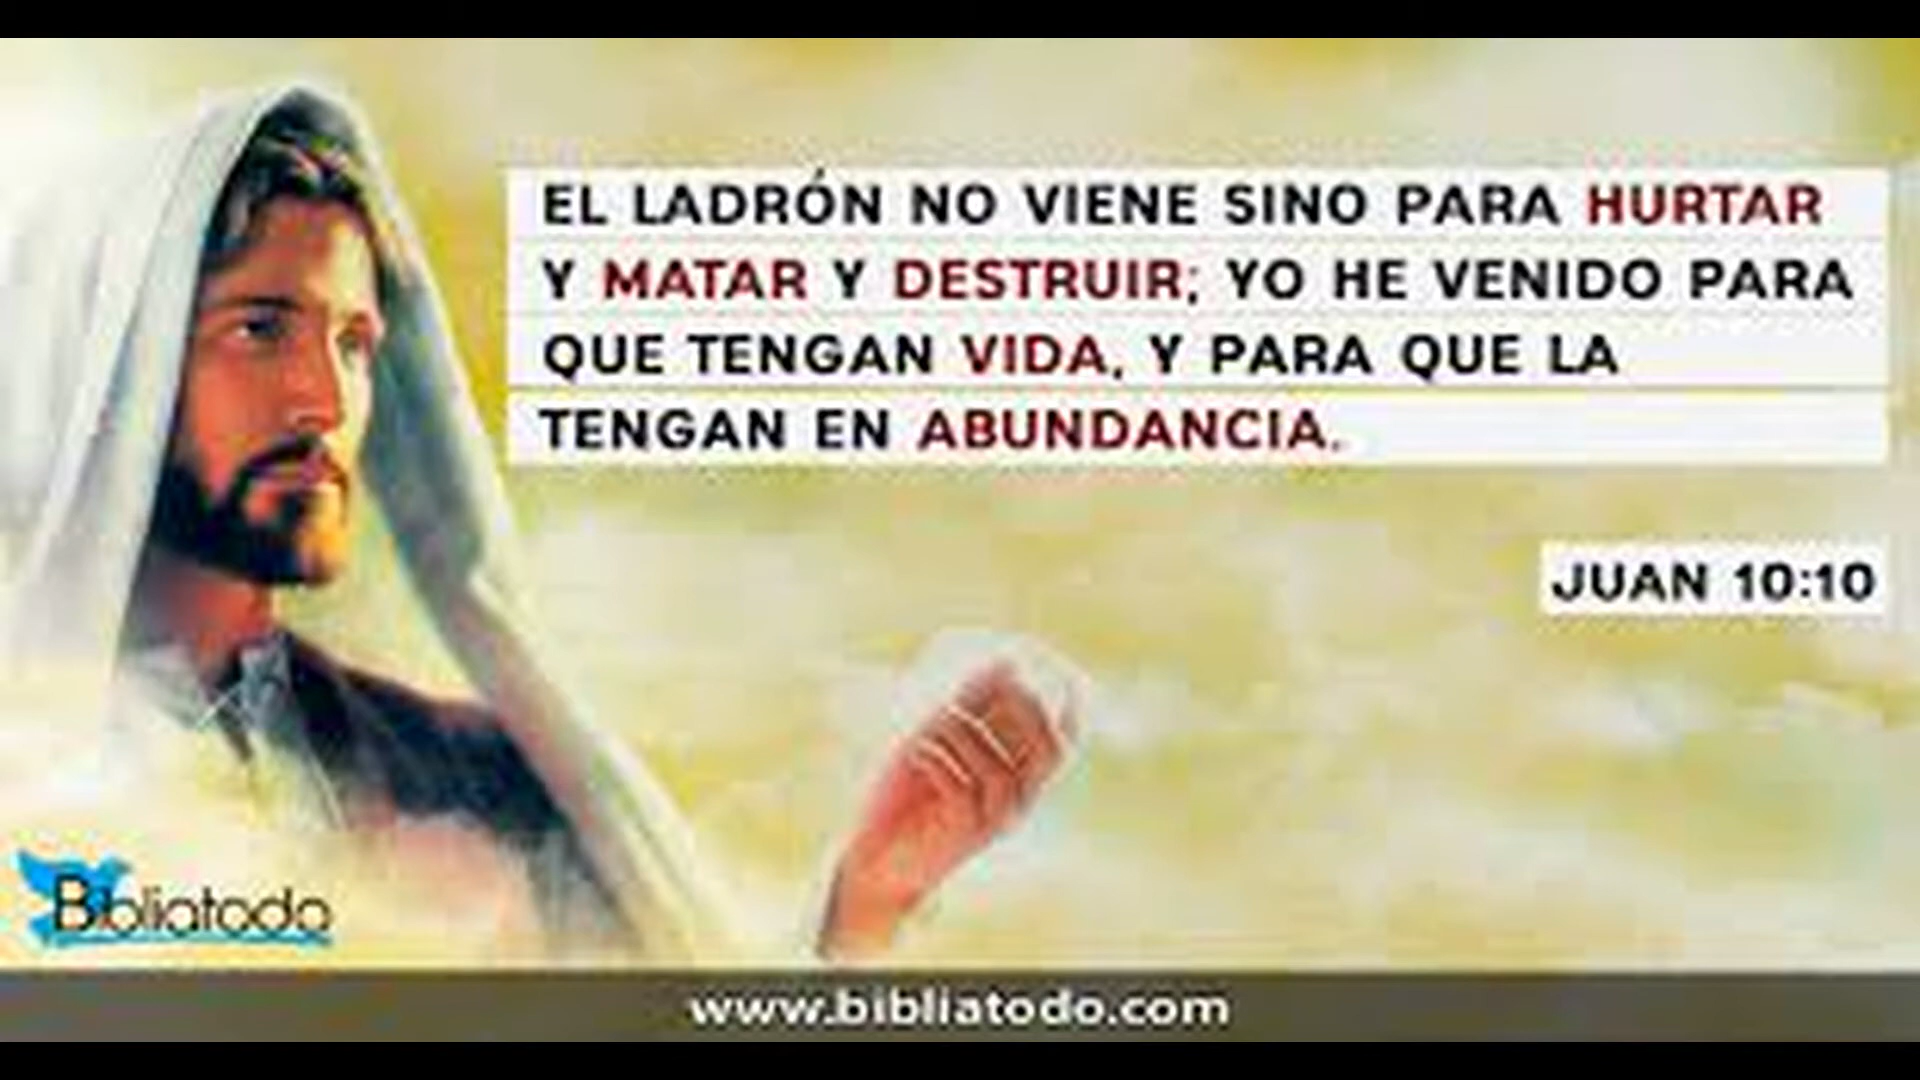 EL LADRÓN NO VIENE SINO PARA HURTAR
Y MATAR Y DESTRUIR; YO HE VENIDO PARA
QUE TENGAN VIDA, Y PARA QUE LA
TENGAN EN ABUNDANCIA.
JUAN 10:10
Bibliatodo
www.bibliatodo.com